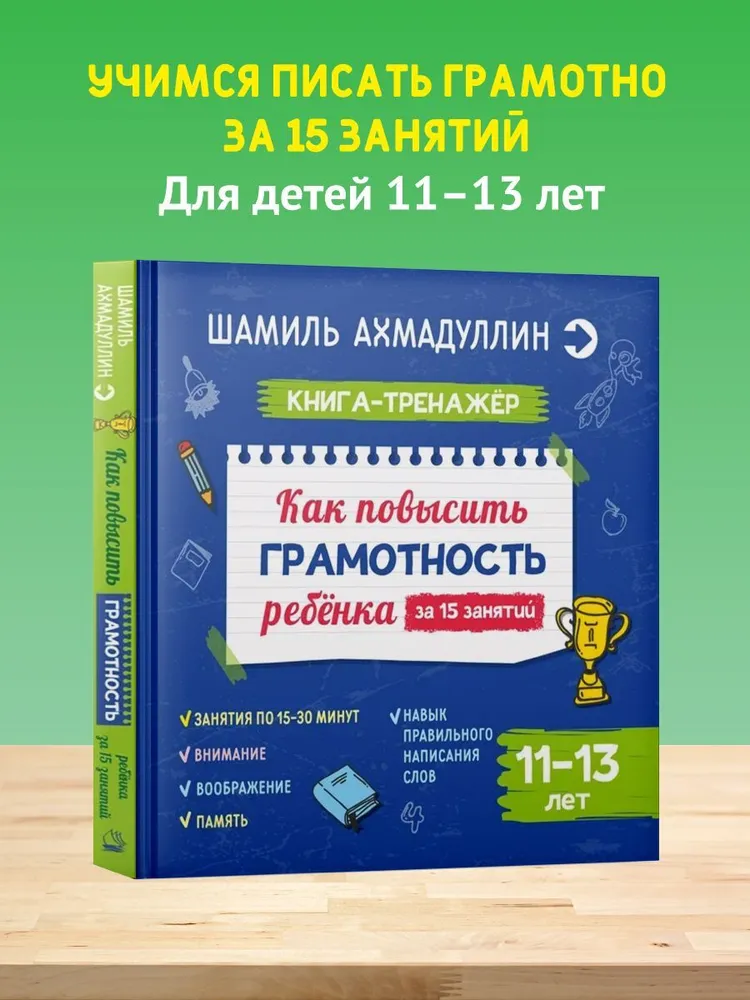 УЧИМСЯ ПИСАТЬ ГРАМОТНО
ЗА 15 ЗАНЯТИЙ
Для детей 11–13 лет
ШАМИЛЬ АХМАДУЛЛИН
КНИГА-ТРЕНАЖЁР
Как повысить
ГРАМОТНОСТЬ
ребёнка за 15 занятий
✓ ЗАНЯТИЯ ПО 15-30 МИНУТ
✓ ВНИМАНИЕ
✓ ВООБРАЖЕНИЕ
✓ ПАМЯТЬ
✓ НАВЫК
ПРАВИЛЬНОГО
НАПИСАНИЯ
СЛОВ
4
11–13
лет
ШАМИЛЬ
АХМАДУЛЛИН
Как повысить
ГРАМОТНОСТЬ
ребёнка
за 15 занятий